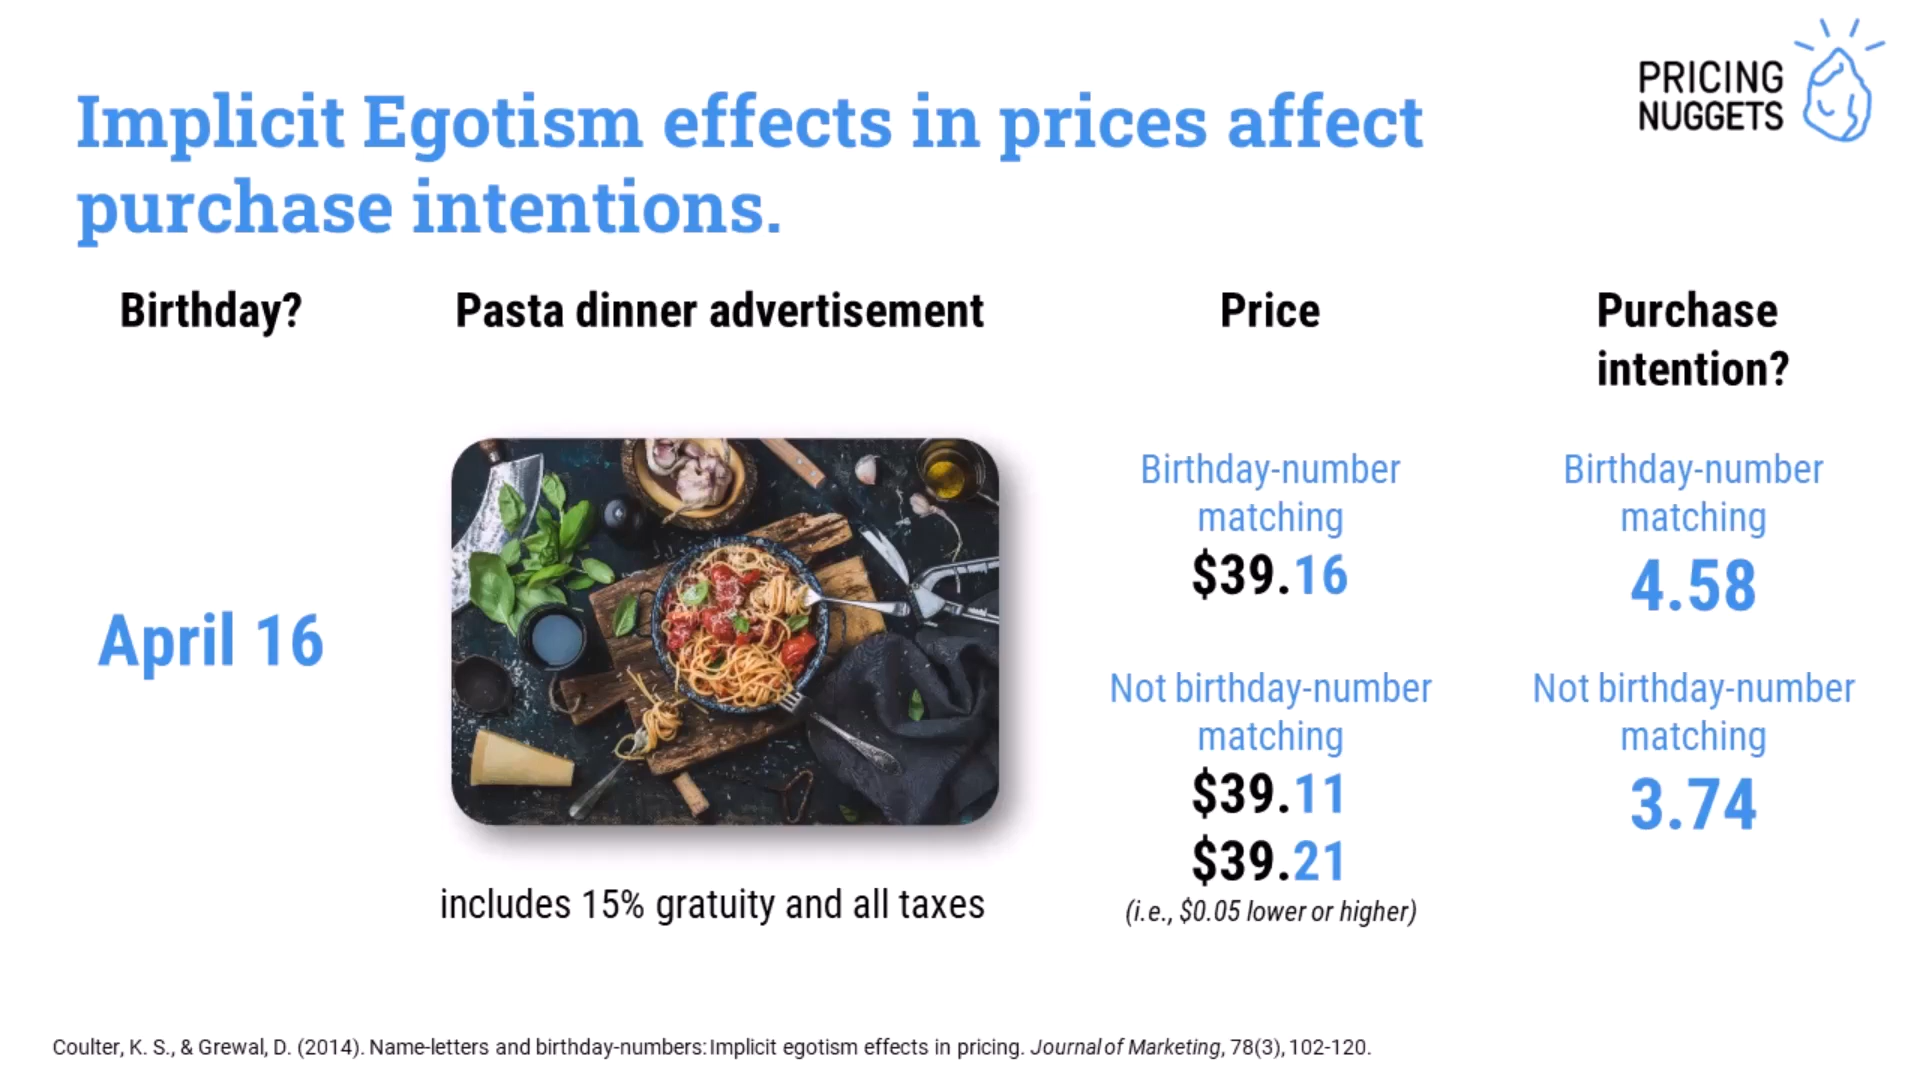 PRICING
NUGGETS
Implicit Egotism effects in prices affect
purchase intentions.
Birthday?
Pasta dinner advertisement
Price
Purchase
intention?
April 16
includes 15% gratuity and all taxes
Birthday-number
matching
$39.16
Not birthday-number
matching
$39.11
$39.21
(i.e., $0.05 lower or higher)
Birthday-number
matching
4.58
Not birthday-number
matching
3.74
Coulter, K. S., & Grewal, D. (2014). Name-letters and birthday-numbers: Implicit egotism effects in pricing. Journal of Marketing, 78(3), 102-120.